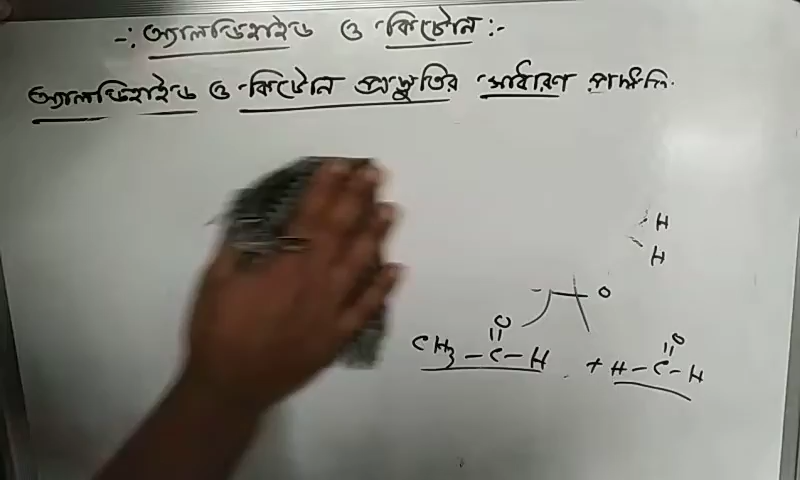 -: অ্যালডিহাইড ও কিটোন :-
অ্যালডিহাইড ও কিটোন প্রস্তুতির সাধারণ পদ্ধতি.
H
H
O
O
O
CH3 - C - H + H - C - H